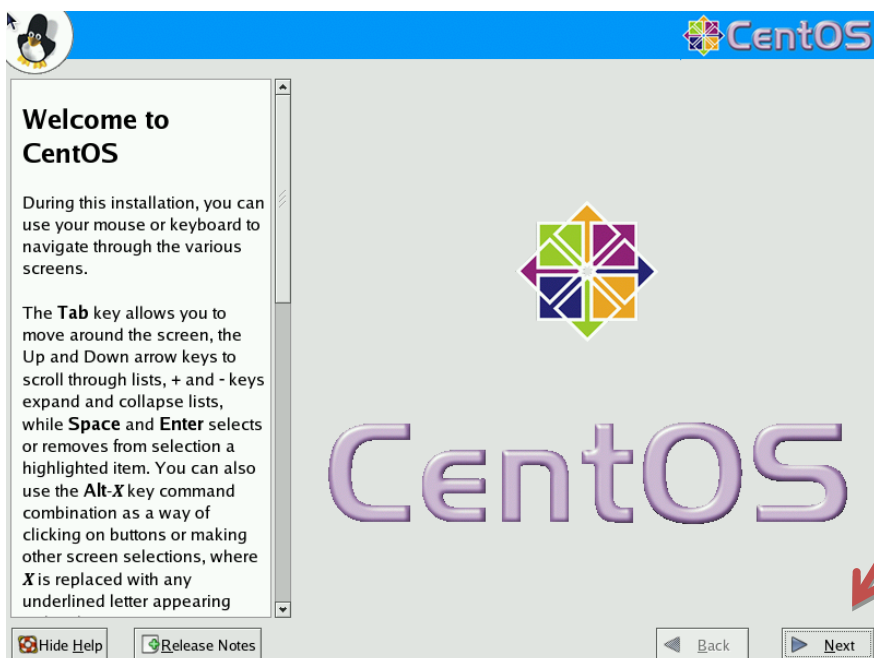 CentOS
Welcome to
CentOS
During this installation, you can
use your mouse or keyboard to
navigate through the various
screens.
The Tab key allows you to
move around the screen, the
Up and Down arrow keys to
scroll through lists, + and - keys
expand and collapse lists,
while Space and Enter selects
or removes from selection a
highlighted item. You can also
use the Alt-X key command
combination as a way of
clicking on buttons or making
other screen selections, where
X is replaced with any
underlined letter appearing
CentOS
Hide Help
Release Notes
Back
Next